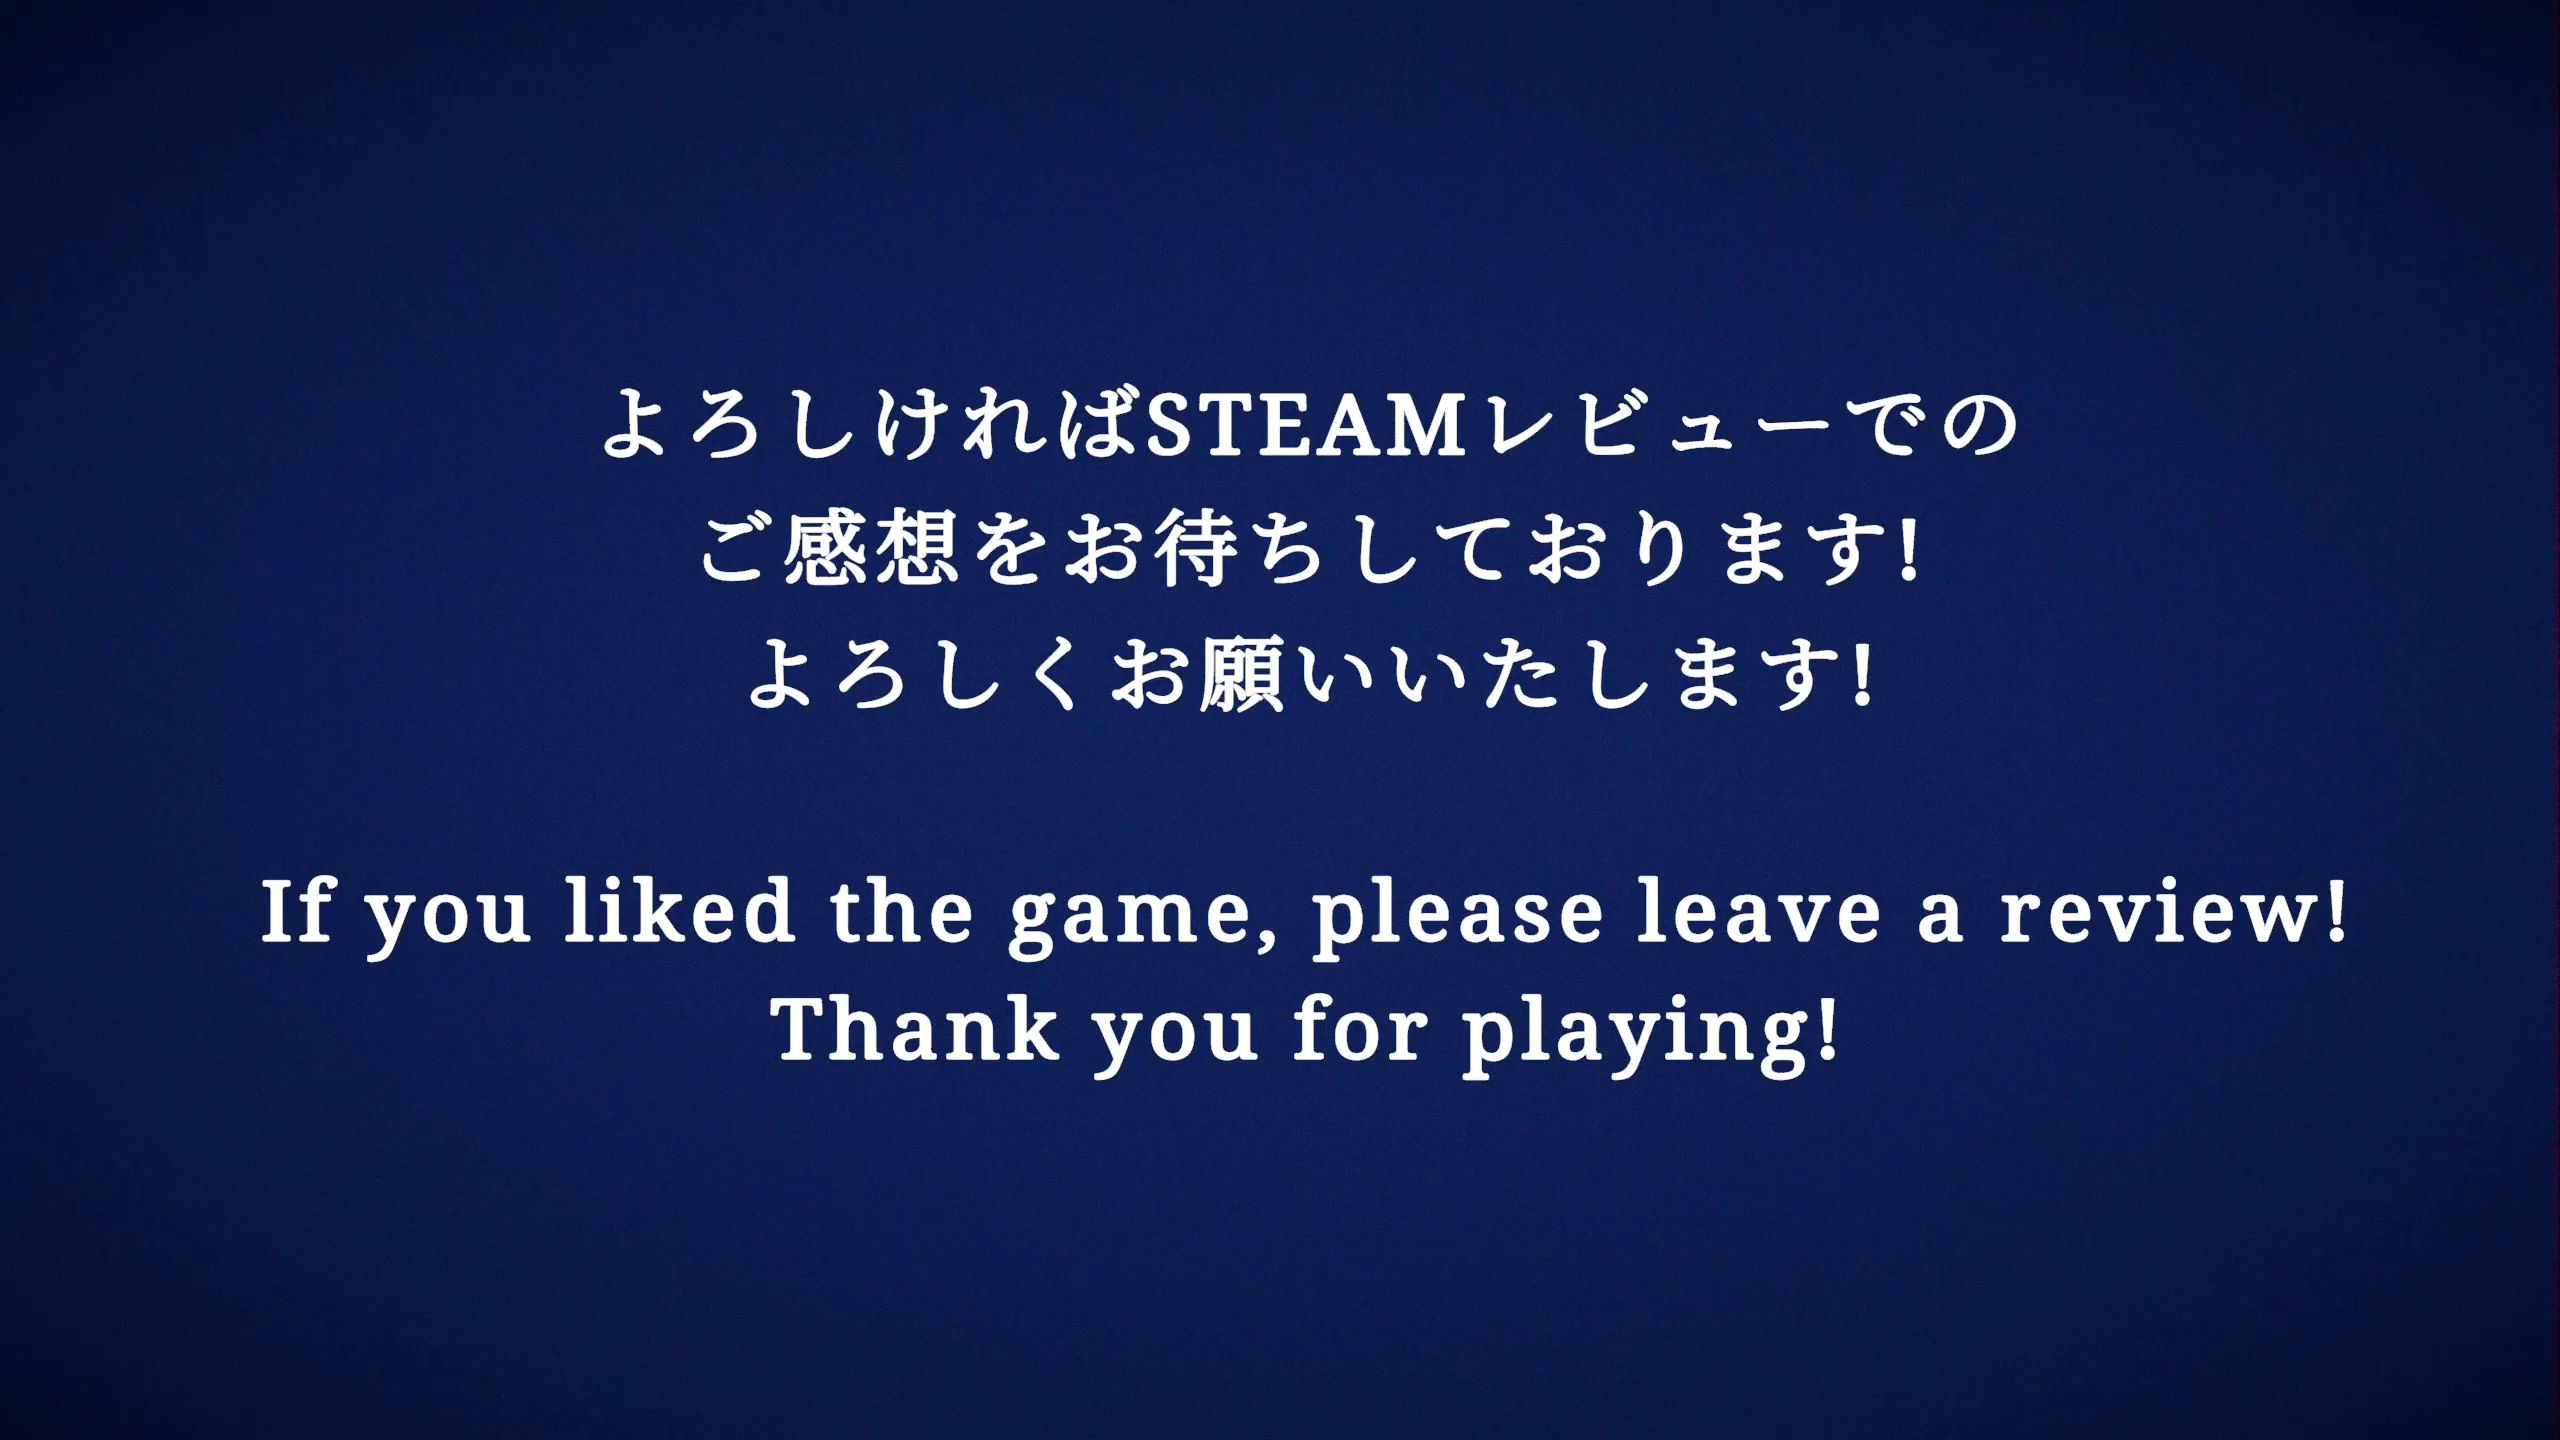 よろしければSTEAMレビューでの
ご感想をお待ちしております!
よろしくお願いいたします!
If you liked the game, please leave a review!
Thank you for playing!